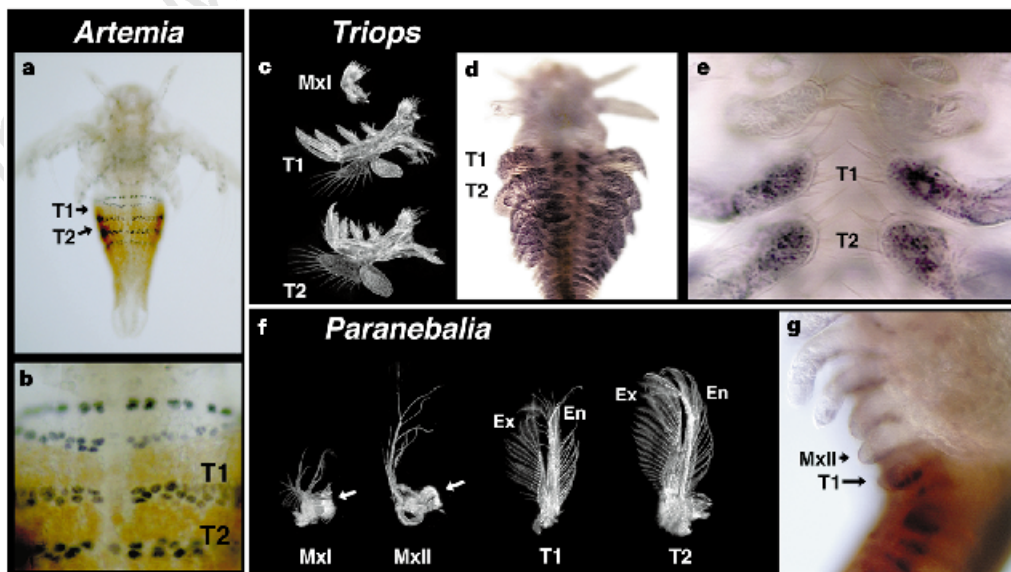 Artemia
a
T1
T2
b
T1
T2
Triops
c
MxI
T1
T2
d
T1
T2
e
T1
T2
f
Paranebalia
Ex
En
Ex
En
MxI
MxII
T1
T2
g
MxII
T1